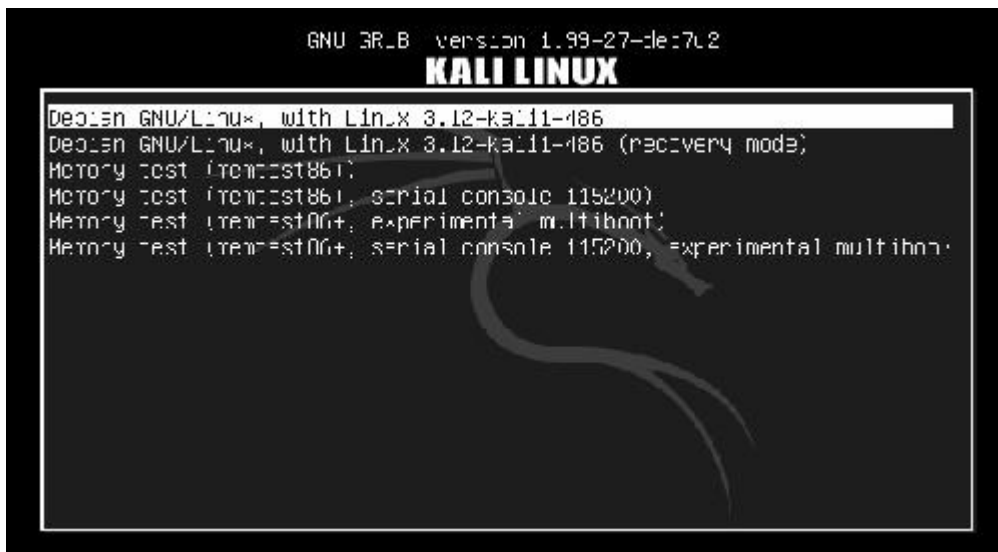 GNU GRUB version 1.99-27+deb7u2
KALI LINUX
Debian GNU/Linux, with Linux 3.12-kali1-486
Debian GNU/Linux, with Linux 3.12-kali1-486 (recovery mode)
Memory test (memtest86+)
Memory test (memtest86+, serial console 115200)
Memory test (memtest86+, experimental multiboot)
Memory test (memtest86+, serial console 115200, experimental multiboo